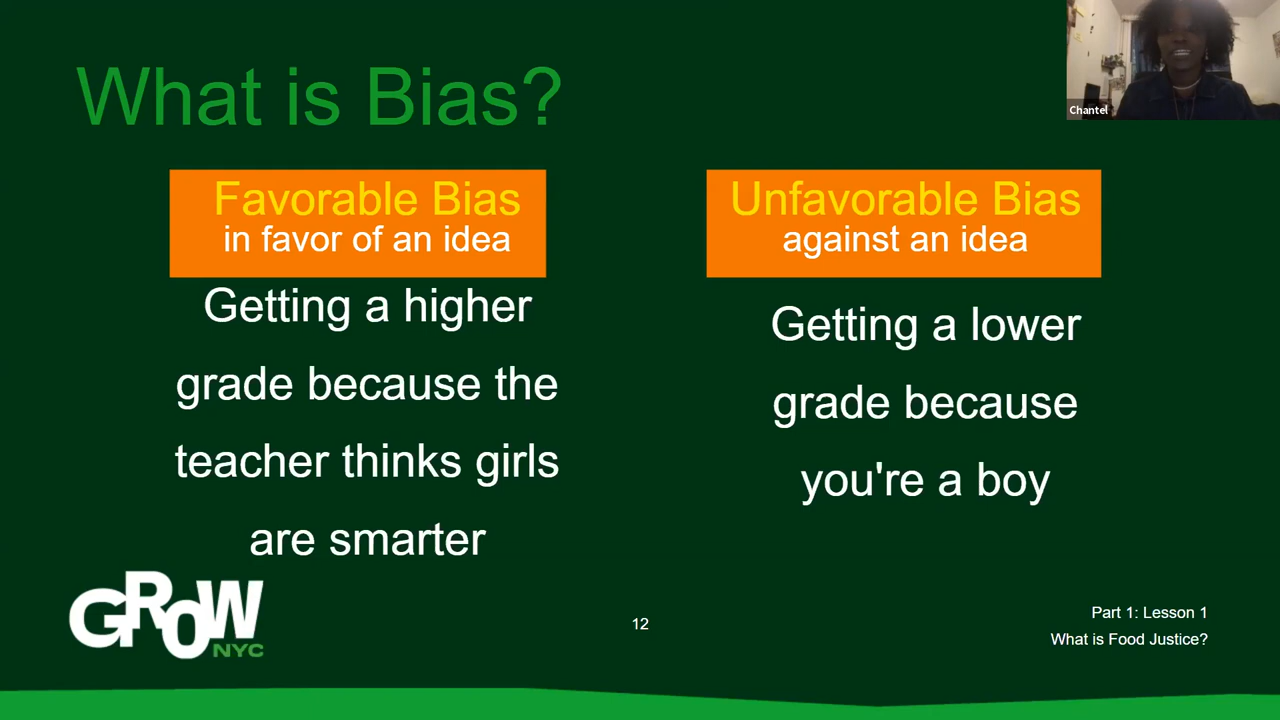 What is Bias?
Chantel
Favorable Bias
in favor of an idea
Getting a higher
grade because the
teacher thinks girls
are smarter
Unfavorable Bias
against an idea
Getting a lower
grade because
you're a boy
GROW
NYC
12
Part 1: Lesson 1
What is Food Justice?